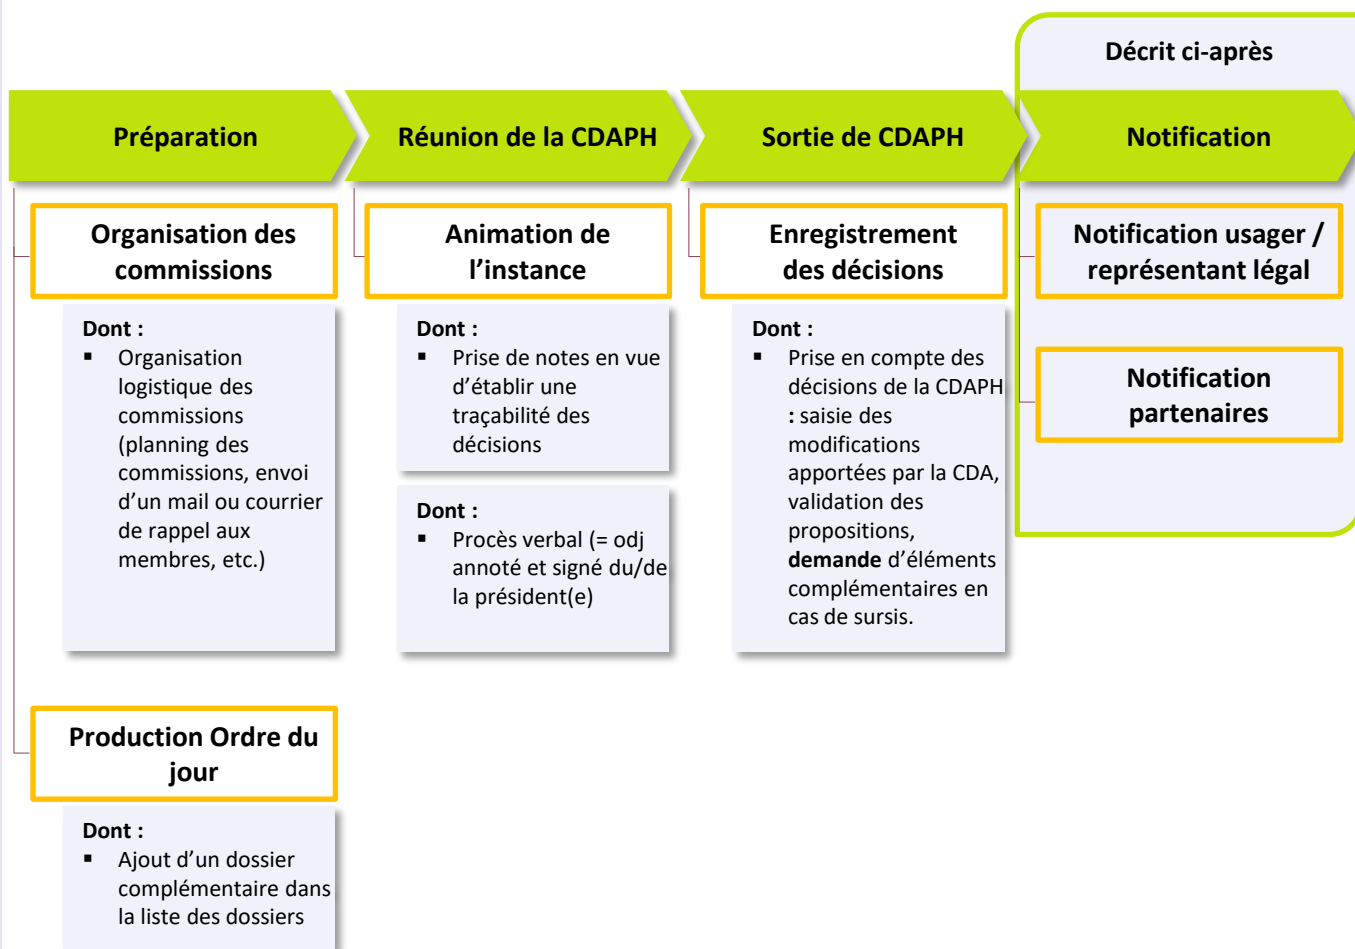 Décrit ci-après
Préparation
Réunion de la CDAPH
Sortie de CDAPH
Notification
Organisation des
commissions
Dont :
▪ Organisation
logistique des
commissions
(planning des
commissions, envoi
d’un mail ou courrier
de rappel aux
membres, etc.)
Production Ordre du
jour
Dont :
▪ Ajout d’un dossier
complémentaire dans
la liste des dossiers
Animation de
l’instance
Dont :
▪ Prise de notes en vue
d’établir une
traçabilité des
décisions
Dont :
▪ Procès verbal (= odj
annoté et signé du/de
la président(e)
Enregistrement
des décisions
Dont :
▪ Prise en compte des
décisions de la CDAPH
: saisie des
modifications
apportées par la CDA,
validation des
propositions,
demande d’éléments
complémentaires en
cas de sursis.
Notification usager /
représentant légal
Notification
partenaires